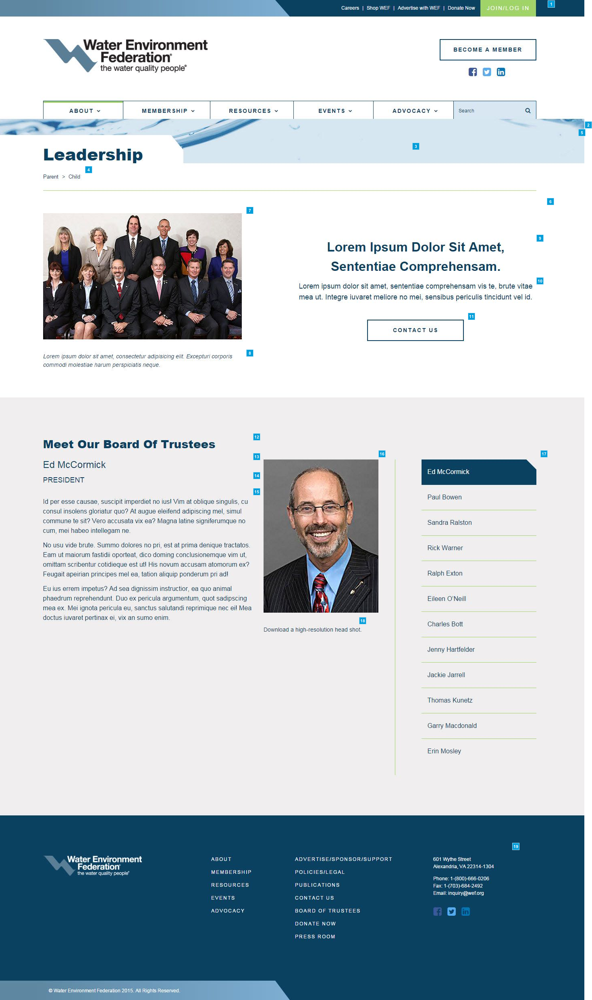 Careers | Shop WEF | Advertise with WEF | Donate Now JOIN/LOG IN 1
Water Environment
Federation®
the water quality people®
BECOME A MEMBER
ABOUT MEMBERSHIP RESOURCES EVENTS ADVOCACY Search
2
5
3
Leadership
4
Parent > Child
6
7
9
Lorem Ipsum Dolor Sit Amet,
Sententiae Comprehensam.
10
Lorem ipsum dolor sit amet, sententiae comprehensam vis te, brute vitae
mea ut. Integre iuvaret meliore no mei, sensibus periculis tincidunt vel id.
11
CONTACT US
8
Lorem ipsum dolor sit amet, consectetur adipisicing elit. Excepturi corporis
commodi molestiae harum perspiciatis neque.
12
Meet Our Board Of Trustees
13
Ed McCormick
14
PRESIDENT
15
Id per esse causae, suscipit imperdiet no ius! Vim at oblique singulis, cu
consul insolens gloriatur quo? At augue eleifend adipiscing mel, simul
commune te sit? Vero accusata vix ea? Magna latine signiferumque no
cum, mei habeo intellegam ne.
No usu vide brute. Summo dolores no pri, est at prima denique tractatos.
Eam ut maiorum fastidii oporteat, dico doming conclusionemque vim ut,
omittam scribentur cotidieque est ut! His novum accusam atomorum ex?
Feugait apeirian principes mel ea, tation aliquip ponderum pri ad!
Eu ius errem impetus? Ad sea dignissim instructior, ea quo animal
phaedrum reprehendunt. Duo ex pericula argumentum, quot sadipscing
mea ex. Mei ignota pericula eu, sanctus salutandi reprimique nec ei! Mea
doctus iuvaret pertinax ei, vix an sumo enim.
16
18
Download a high-resolution head shot.
17
Ed McCormick
Paul Bowen
Sandra Ralston
Rick Warner
Ralph Exton
Eileen O'Neill
Charles Bott
Jenny Hartfelder
Jackie Jarrell
Thomas Kunetz
Garry Macdonald
Erin Mosley
19
Water Environment
Federation®
the water quality people®
ABOUT
MEMBERSHIP
RESOURCES
EVENTS
ADVOCACY
ADVERTISE/SPONSOR/SUPPORT
POLICIES/LEGAL
PUBLICATIONS
CONTACT US
BOARD OF TRUSTEES
DONATE NOW
PRESS ROOM
601 Wythe Street
Alexandria, VA 22314-1304
Phone: 1-(800)-666-0206
Fax: 1-(703)-684-2492
Email: inquiry@wef.org
© Water Environment Federation 2015. All Rights Reserved.